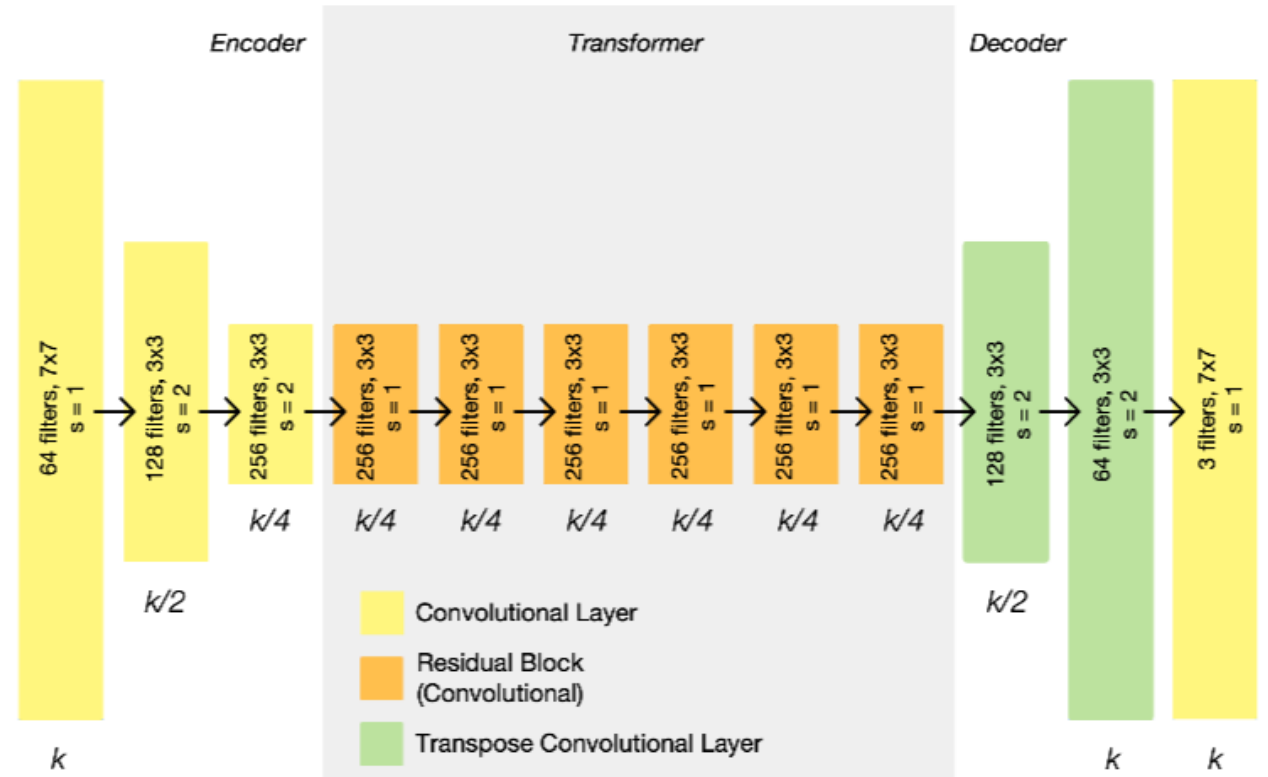 Encoder
Transformer
Decoder
64 filters, 7x7
s = 1
k
128 filters, 3x3
s = 2
k/2
256 filters, 3x3
s = 2
k/4
256 filters, 3x3
s = 1
k/4
256 filters, 3x3
s = 1
k/4
256 filters, 3x3
s = 1
k/4
256 filters, 3x3
s = 1
k/4
256 filters, 3x3
s = 1
k/4
256 filters, 3x3
s = 1
k/4
128 filters, 3x3
s = 2
k/2
64 filters, 3x3
s = 2
k
3 filters, 7x7
s = 1
k
Convolutional Layer
Residual Block
(Convolutional)
Transpose Convolutional Layer